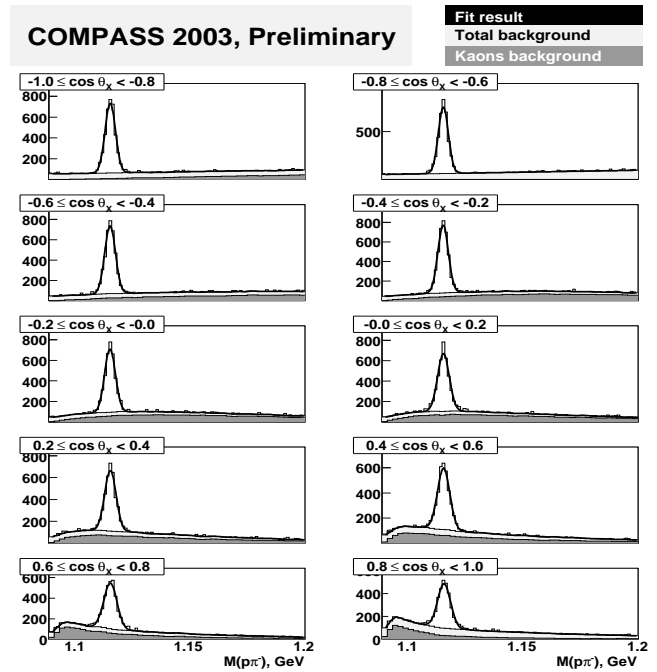 COMPASS 2003, Preliminary
Fit result
Total background
Kaons background
-1.0 ≤ cos θx < -0.8
800
600
400
200
-0.8 ≤ cos θx < -0.6
500
-0.6 ≤ cos θx < -0.4
800
600
400
200
-0.4 ≤ cos θx < -0.2
800
600
400
200
-0.2 ≤ cos θx < -0.0
800
600
400
200
-0.0 ≤ cos θx < 0.2
800
600
400
200
0.2 ≤ cos θx < 0.4
800
600
400
200
0.4 ≤ cos θx < 0.6
600
400
200
0.6 ≤ cos θx < 0.8
600
400
200
0
1.1 1.15 1.2
M(pπ-), GeV
0.8 ≤ cos θx < 1.0
600
400
200
0
1.1 1.15 1.2
M(pπ-), GeV